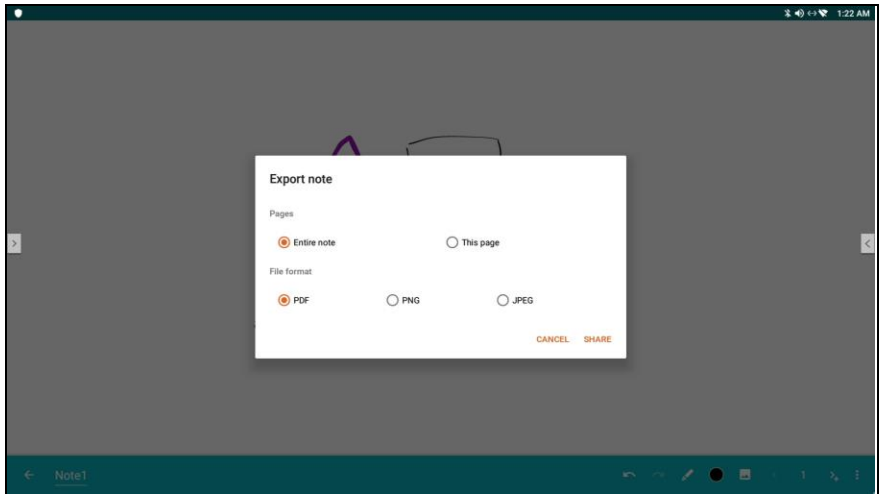 1:22 AM
Export note
Pages
Entire note This page
File format
PDF PNG JPEG
CANCEL SHARE
Note1 1